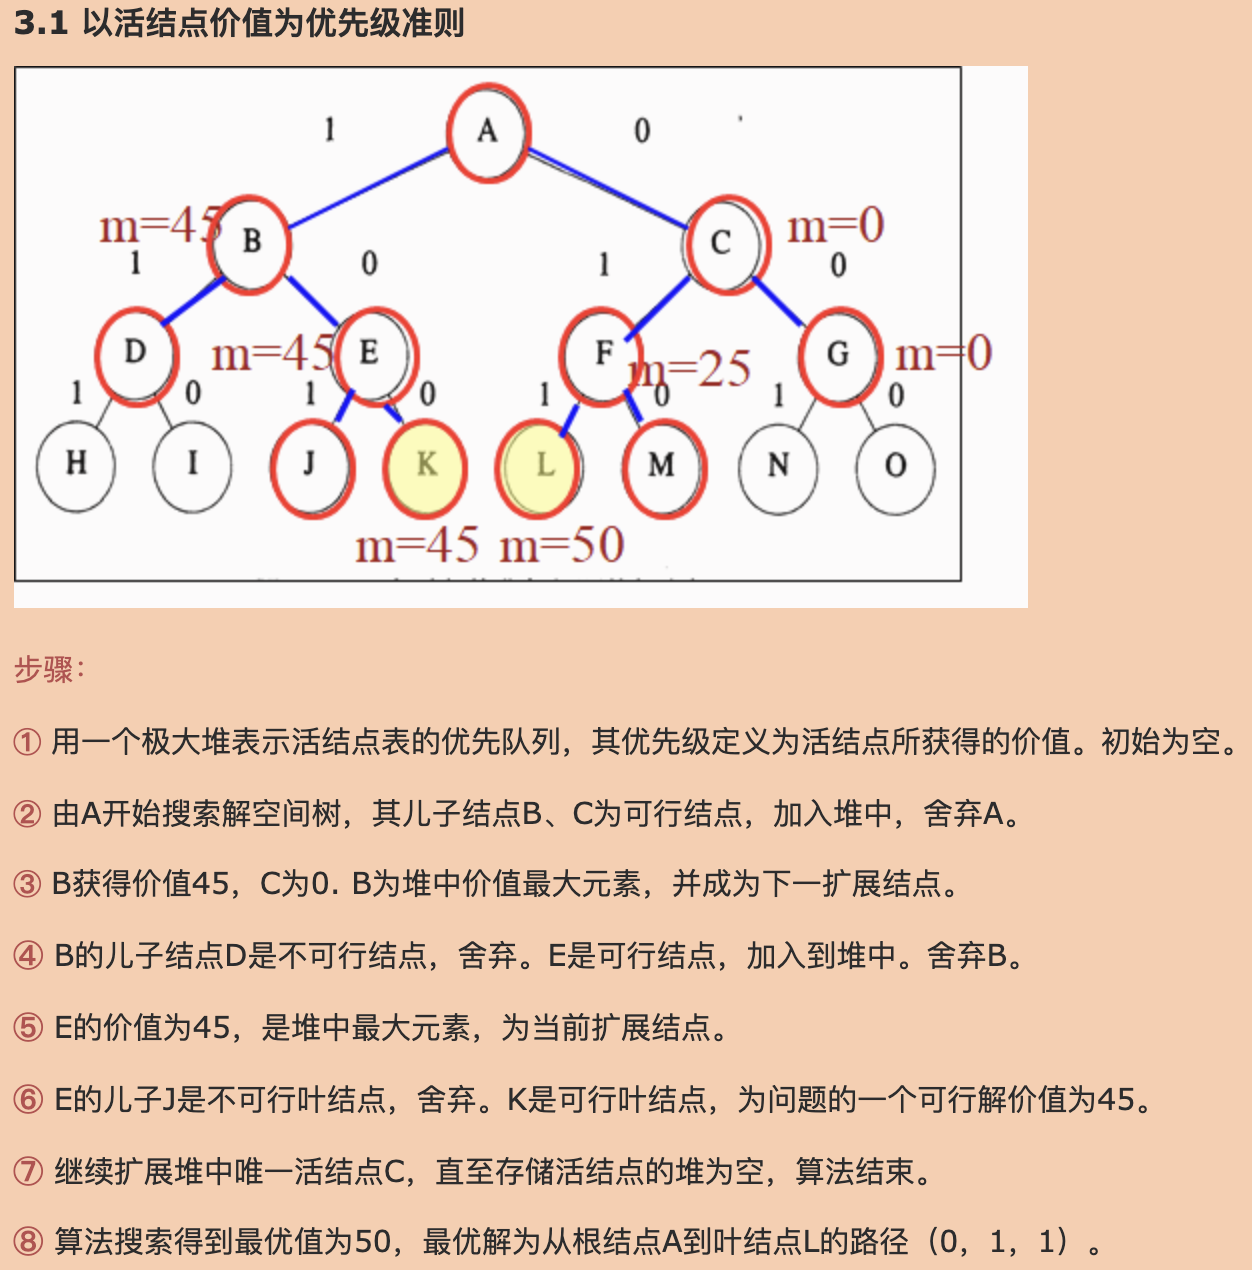 3.1 以活结点价值为优先级准则
A
1
0
m=45
B
C
m=0
1
0
1
0
D
m=45
E
F
m=25
G
m=0
1
0
1
0
1
0
1
0
H
I
J
K
L
M
N
O
m=45
m=50
步骤：
① 用一个极大堆表示活结点表的优先队列，其优先级定义为活结点所获得的价值。初始为空。
② 由A开始搜索解空间树，其儿子结点B、C为可行结点，加入堆中，舍弃A。
③ B获得价值45，C为0. B为堆中价值最大元素，并成为下一扩展结点。
④ B的儿子结点D是不可行结点，舍弃。E是可行结点，加入到堆中。舍弃B。
⑤ E的价值为45，是堆中最大元素，为当前扩展结点。
⑥ E的儿子J是不可行叶结点，舍弃。K是可行叶结点，为问题的一个可行解价值为45。
⑦ 继续扩展堆中唯一活结点C，直至存储活结点的堆为空，算法结束。
⑧ 算法搜索得到最优值为50，最优解为从根结点A到叶结点L的路径（0，1，1）。